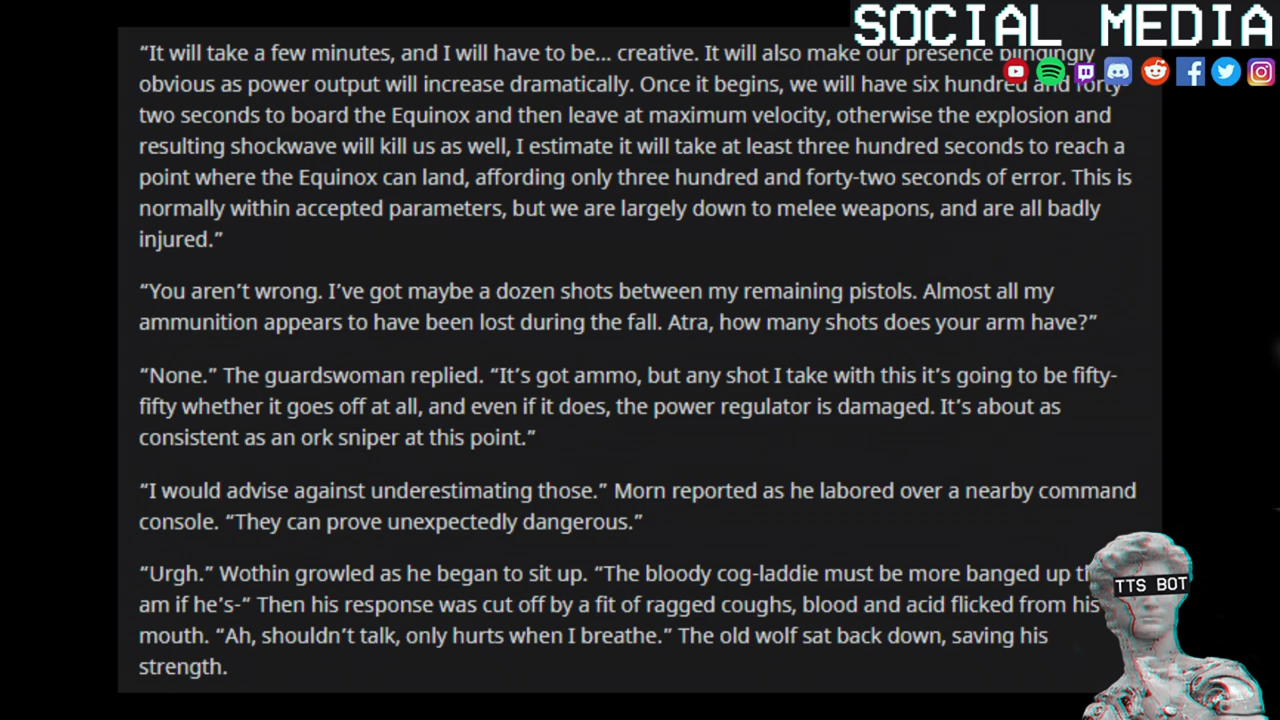 SOCIAL MEDIA
“It will take a few minutes, and I will have to be... creative. It will also make our presence blindingly
obvious as power output will increase dramatically. Once it begins, we will have six hundred and forty
two seconds to board the Equinox and then leave at maximum velocity, otherwise the explosion and
resulting shockwave will kill us as well, I estimate it will take at least three hundred seconds to reach a
point where the Equinox can land, affording only three hundred and forty-two seconds of error. This is
normally within accepted parameters, but we are largely down to melee weapons, and are all badly
injured.”
“You aren’t wrong. I’ve got maybe a dozen shots between my remaining pistols. Almost all my
ammunition appears to have been lost during the fall. Atra, how many shots does your arm have?”
“None.” The guardswoman replied. “It’s got ammo, but any shot I take with this it’s going to be fifty-
fifty whether it goes off at all, and even if it does, the power regulator is damaged. It’s about as
consistent as an ork sniper at this point.”
“I would advise against underestimating those.” Morn reported as he labored over a nearby command
console. “They can prove unexpectedly dangerous.”
“Urgh.” Wothin growled as he began to sit up. “The bloody cog-laddie must be more banged up
am if he’s-“ Then his response was cut off by a fit of ragged coughs, blood and acid flicked from his
mouth. “Ah, shouldn’t talk, only hurts when I breathe.” The old wolf sat back down, saving his
strength.
TTS BOT